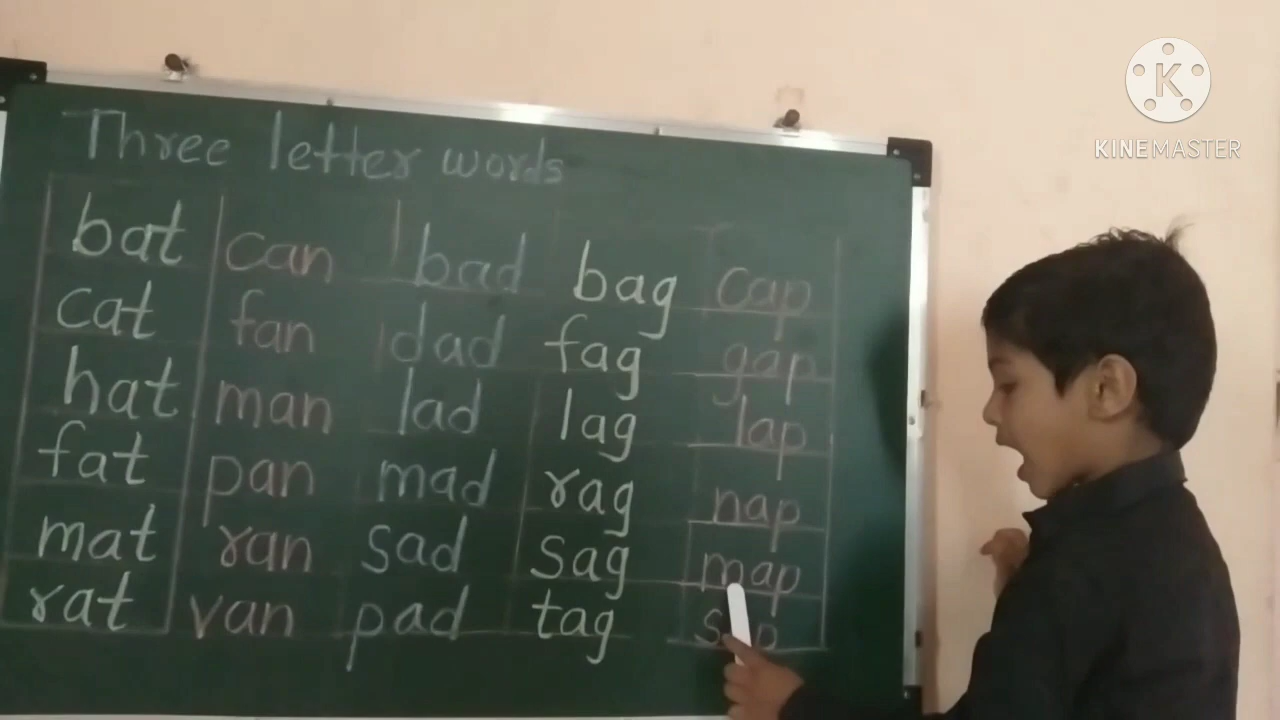 Three letter words
bat can bad bag cap
cat fan dad fag gap
hat man lad lag lap
fat pan mad rag nap
mat ran sad sag map
rat van pad tag
K
KINEMASTER